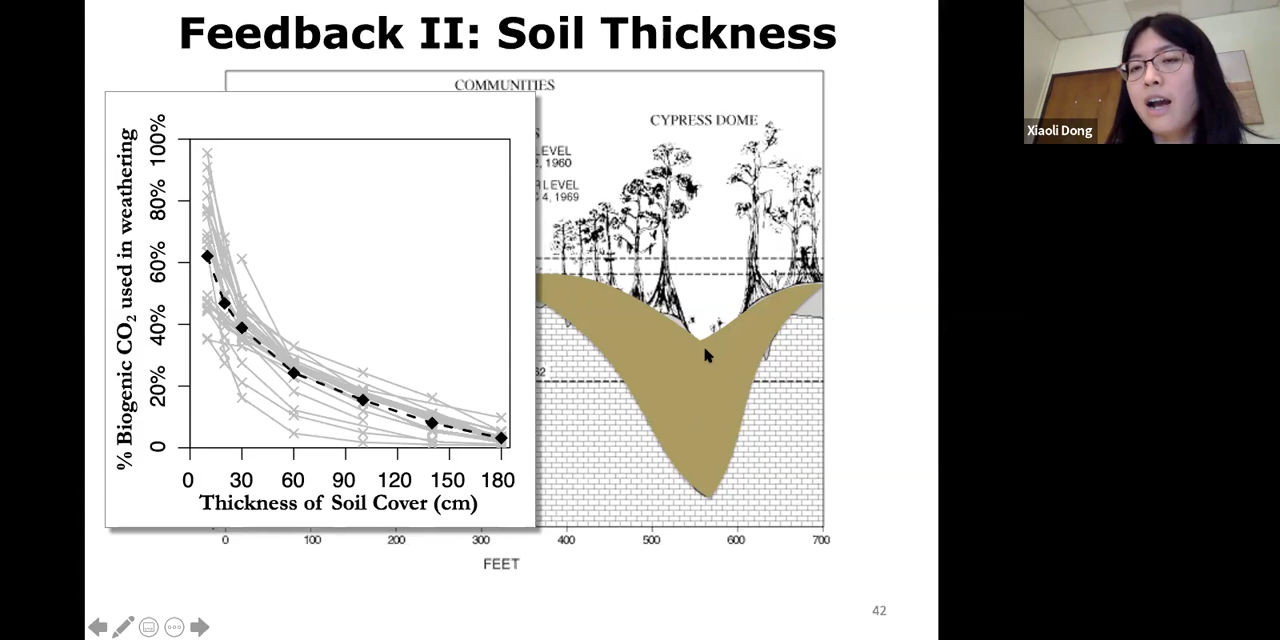 Feedback II: Soil Thickness
COMMUNITIES
CYPRESS DOME
S
LEVEL
2, 1960
R LEVEL
C 4, 1969
62
% Biogenic CO2 used in weathering
100%
80%
60%
40%
20%
0
0 30 60 90 120 150 180
Thickness of Soil Cover (cm)
0 100 200 300 400 500 600 700
FEET
42
Xiaoli Dong